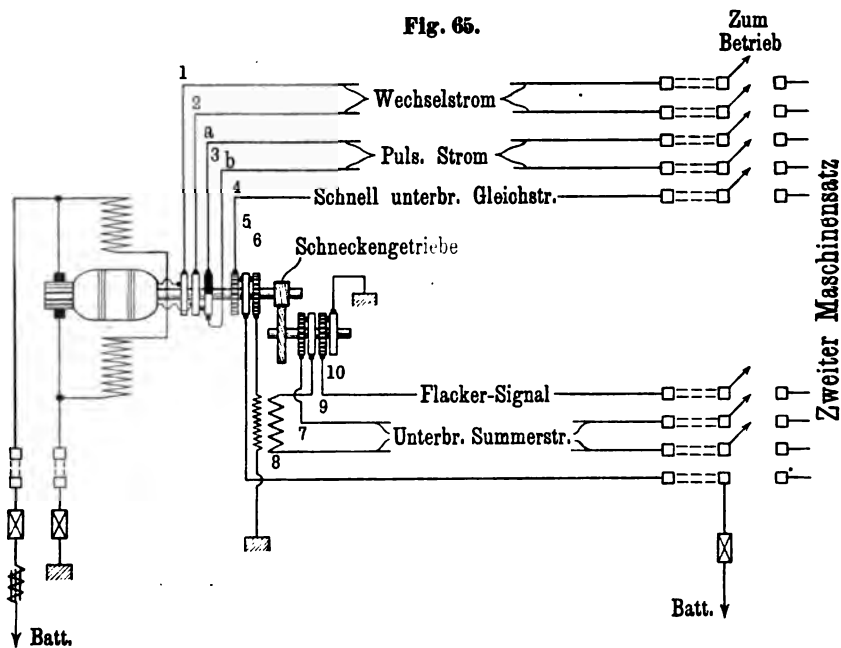 Fig. 65.
Zum
Betrieb
1
2
Wechselstrom
a
3
b
Puls. Strom
4
Schnell unterbr. Gleichstr.
5
6
Schneckengetriebe
10
9
Flacker-Signal
7
Unterbr. Summerstr.
8
Zweiter Maschinensatz
Batt.
Batt.